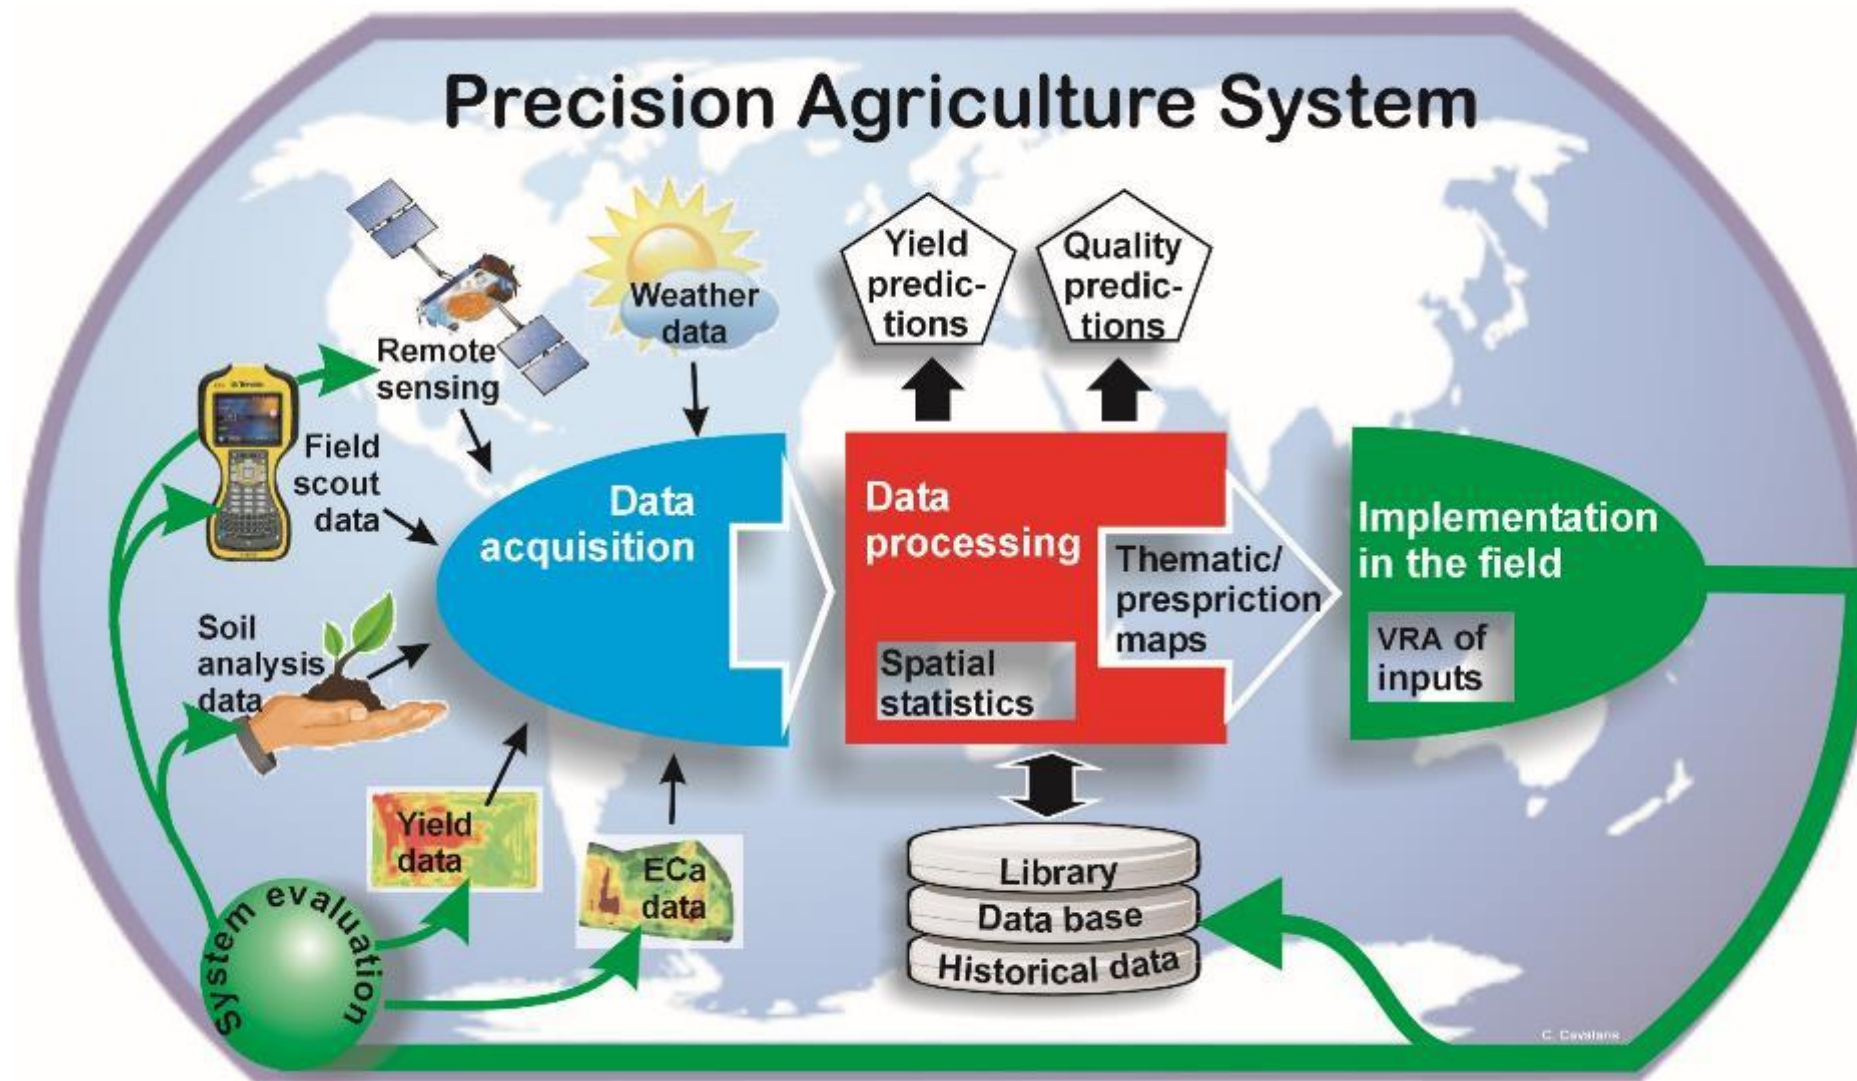 Precision Agriculture System
Remote
sensing
Weather
data
Yield
predic-
tions
Quality
predic-
tions
Field
scout
data
Data
acquisition
Data
processing
Thematic/
prespriction
maps
Spatial
statistics
Implementation
in the field
VRA of
inputs
Soil
analysis
data
Yield
data
ECa
data
Library
Data base
Historical data
System evaluation